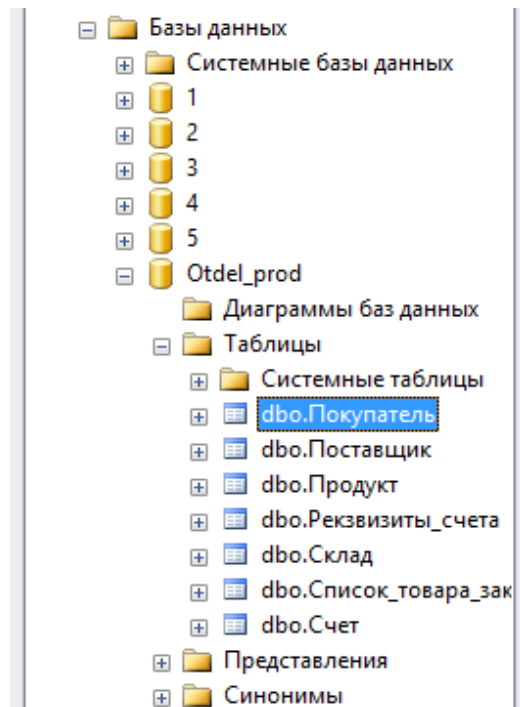 Базы данных
Системные базы данных
1
2
3
4
5
Otdel_prod
Диаграммы баз данных
Таблицы
Системные таблицы
dbo.Покупатель
dbo.Поставщик
dbo.Продукт
dbo.Рекзвизиты_счета
dbo.Склад
dbo.Список_товара_зак
dbo.Счет
Представления
Синонимы